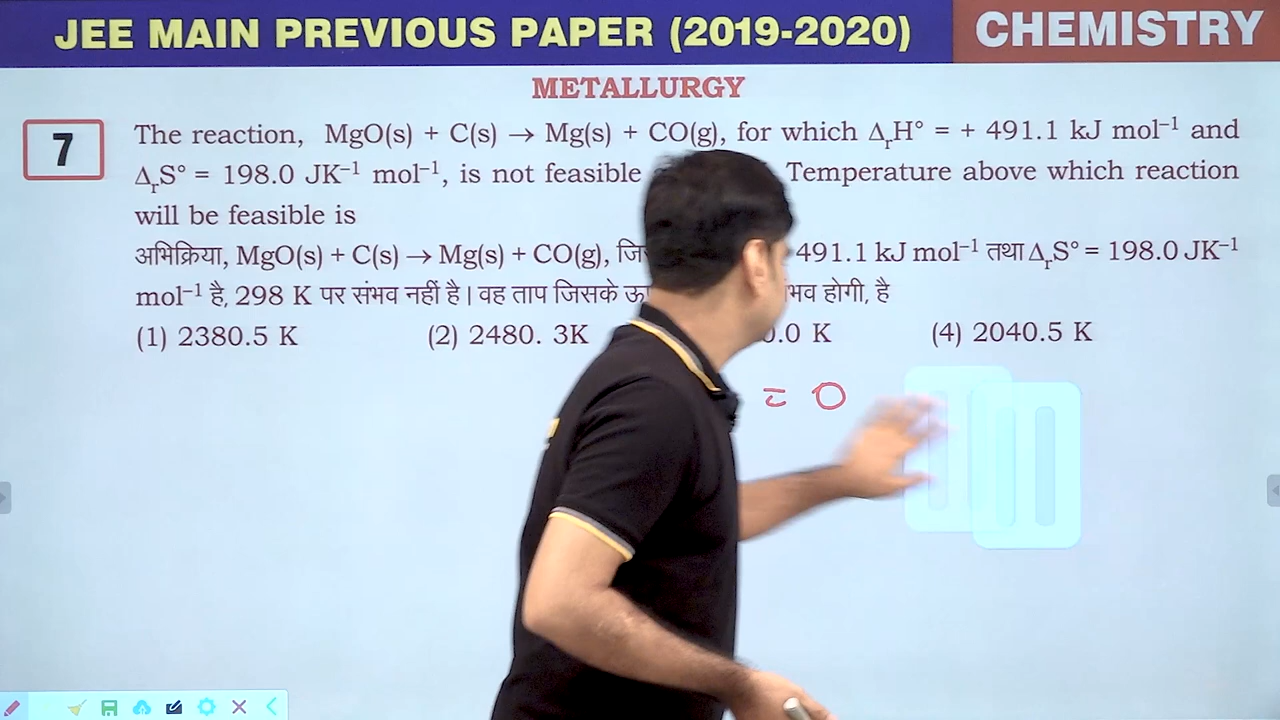 JEE MAIN PREVIOUS PAPER (2019-2020)
CHEMISTRY
METALLURGY
7
The reaction, MgO(s) + C(s) → Mg(s) + CO(g), for which ΔᵣH° = + 491.1 kJ mol⁻¹ and
ΔᵣS° = 198.0 JK⁻¹ mol⁻¹, is not feasible Temperature above which reaction
will be feasible is
अभिक्रिया, MgO(s) + C(s) → Mg(s) + CO(g), 491.1 kJ mol⁻¹ तथा ΔᵣS° = 198.0 JK⁻¹
mol⁻¹ है, 298 K पर संभव नहीं है। वह ताप जिसके होगी, है
(1) 2380.5 K (2) 2480. 3K .0 K (4) 2040.5 K
= 0